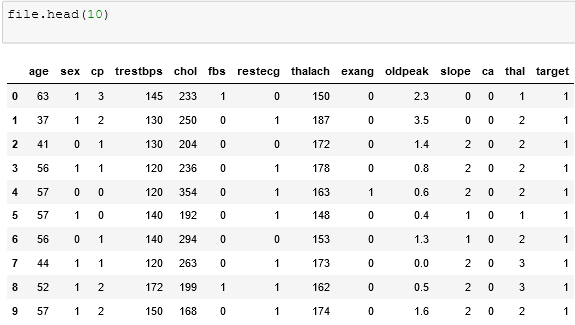 file.head(10)
age sex cp trestbps chol fbs restecg thalach exang oldpeak slope ca thal target
0 63 1 3 145 233 1 0 150 0 2.3 0 0 1 1
1 37 1 2 130 250 0 1 187 0 3.5 0 0 2 1
2 41 0 1 130 204 0 0 172 0 1.4 2 0 2 1
3 56 1 1 120 236 0 1 178 0 0.8 2 0 2 1
4 57 0 0 120 354 0 1 163 1 0.6 2 0 2 1
5 57 1 0 140 192 0 1 148 0 0.4 1 0 1 1
6 56 0 1 140 294 0 0 153 0 1.3 1 0 2 1
7 44 1 1 120 263 0 1 173 0 0.0 2 0 3 1
8 52 1 2 172 199 1 1 162 0 0.5 2 0 3 1
9 57 1 2 150 168 0 1 174 0 1.6 2 0 2 1